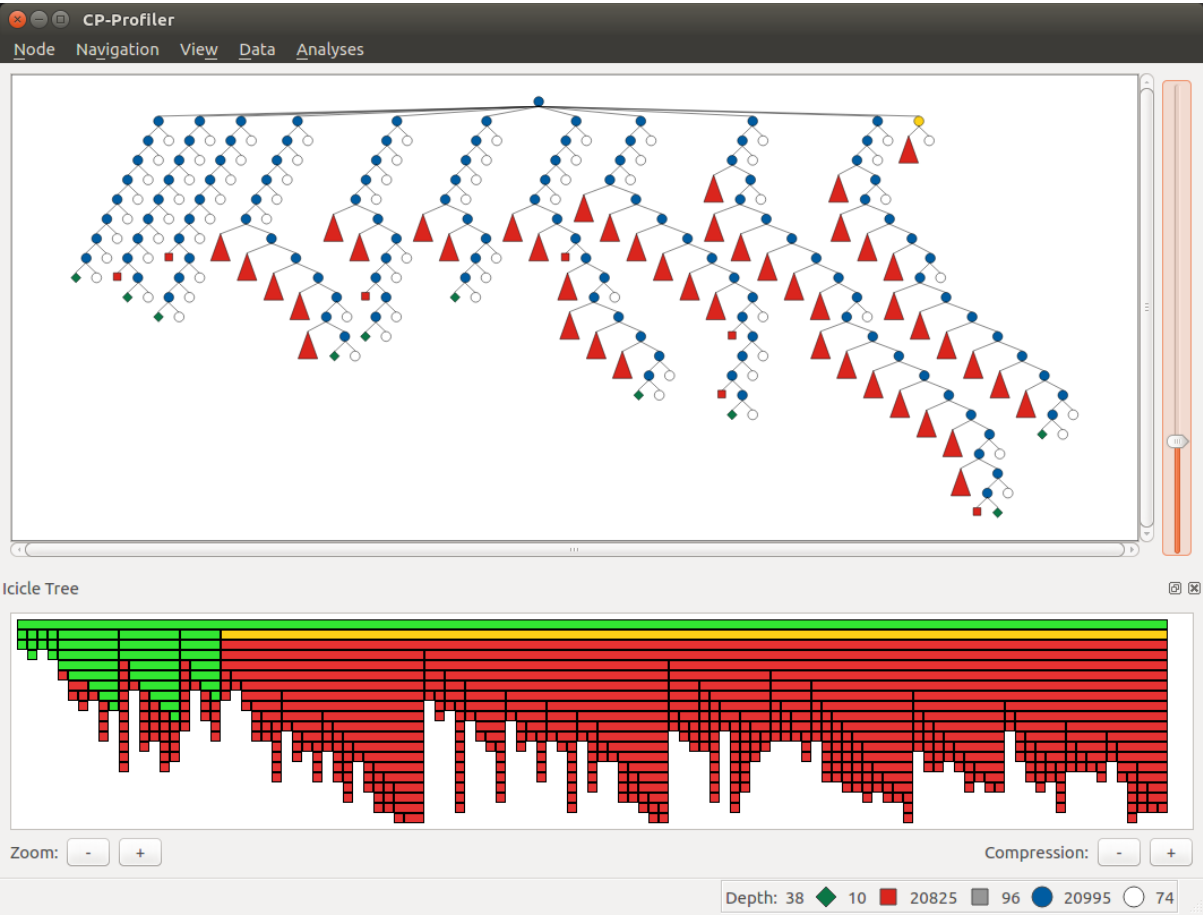 CP-Profiler
Node Navigation View Data Analyses
Icicle Tree
Zoom: - + Compression: - +
Depth: 38 10 20825 96 20995 74